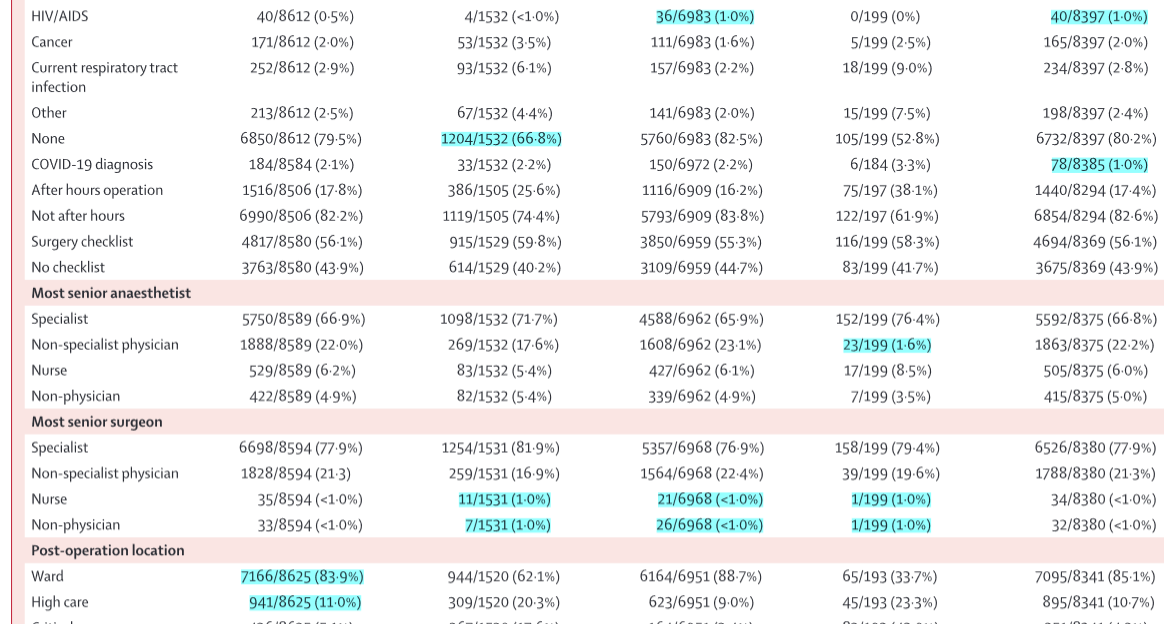 HIV/AIDS 40/8612 (0·5%) 4/1532 (<1·0%) 36/6983 (1·0%) 0/199 (0%) 40/8397 (1·0%)
Cancer 171/8612 (2·0%) 53/1532 (3·5%) 111/6983 (1·6%) 5/199 (2·5%) 165/8397 (2·0%)
Current respiratory tract 252/8612 (2·9%) 93/1532 (6·1%) 157/6983 (2·2%) 18/199 (9·0%) 234/8397 (2·8%)
infection
Other 213/8612 (2·5%) 67/1532 (4·4%) 141/6983 (2·0%) 15/199 (7·5%) 198/8397 (2·4%)
None 6850/8612 (79·5%) 1204/1532 (66·8%) 5760/6983 (82·5%) 105/199 (52·8%) 6732/8397 (80·2%)
COVID-19 diagnosis 184/8584 (2·1%) 33/1532 (2·2%) 150/6972 (2·2%) 6/184 (3·3%) 78/8385 (1·0%)
After hours operation 1516/8506 (17·8%) 386/1505 (25·6%) 1116/6909 (16·2%) 75/197 (38·1%) 1440/8294 (17·4%)
Not after hours 6990/8506 (82·2%) 1119/1505 (74·4%) 5793/6909 (83·8%) 122/197 (61·9%) 6854/8294 (82·6%)
Surgery checklist 4817/8580 (56·1%) 915/1529 (59·8%) 3850/6959 (55·3%) 116/199 (58·3%) 4694/8369 (56·1%)
No checklist 3763/8580 (43·9%) 614/1529 (40·2%) 3109/6959 (44·7%) 83/199 (41·7%) 3675/8369 (43·9%)
Most senior anaesthetist
Specialist 5750/8589 (66·9%) 1098/1532 (71·7%) 4588/6962 (65·9%) 152/199 (76·4%) 5592/8375 (66·8%)
Non-specialist physician 1888/8589 (22·0%) 269/1532 (17·6%) 1608/6962 (23·1%) 23/199 (1·6%) 1863/8375 (22·2%)
Nurse 529/8589 (6·2%) 83/1532 (5·4%) 427/6962 (6·1%) 17/199 (8·5%) 505/8375 (6·0%)
Non-physician 422/8589 (4·9%) 82/1532 (5·4%) 339/6962 (4·9%) 7/199 (3·5%) 415/8375 (5·0%)
Most senior surgeon
Specialist 6698/8594 (77·9%) 1254/1531 (81·9%) 5357/6968 (76·9%) 158/199 (79·4%) 6526/8380 (77·9%)
Non-specialist physician 1828/8594 (21·3) 259/1531 (16·9%) 1564/6968 (22·4%) 39/199 (19·6%) 1788/8380 (21·3%)
Nurse 35/8594 (<1·0%) 11/1531 (1·0%) 21/6968 (<1·0%) 1/199 (1·0%) 34/8380 (<1·0%)
Non-physician 33/8594 (<1·0%) 7/1531 (1·0%) 26/6968 (<1·0%) 1/199 (1·0%) 32/8380 (<1·0%)
Post-operation location
Ward 7166/8625 (83·9%) 944/1520 (62·1%) 6164/6951 (88·7%) 65/193 (33·7%) 7095/8341 (85·1%)
High care 941/8625 (11·0%) 309/1520 (20·3%) 623/6951 (9·0%) 45/193 (23·3%) 895/8341 (10·7%)